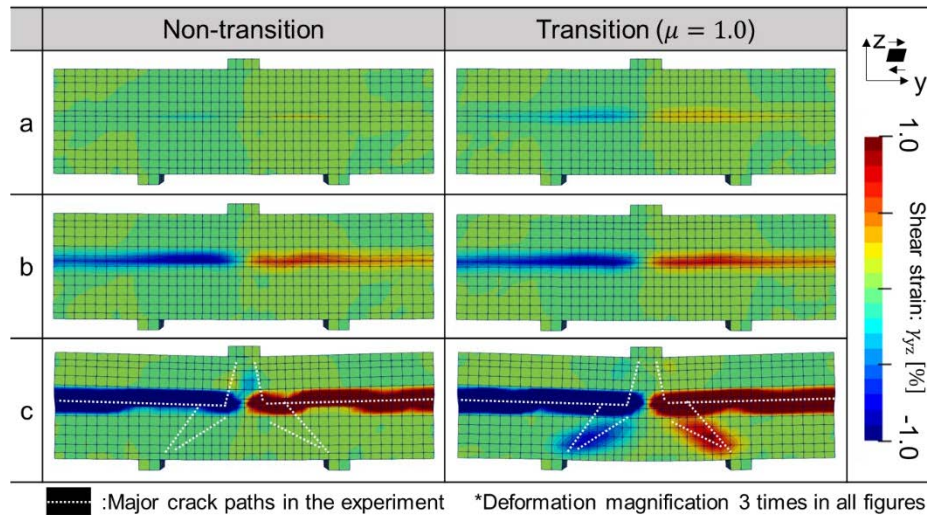 Non-transition
Transition (μ = 1.0)
z
y
a
b
c
1.0
Shear strain: γyz [%]
-1.0
:Major crack paths in the experiment
*Deformation magnification 3 times in all figures